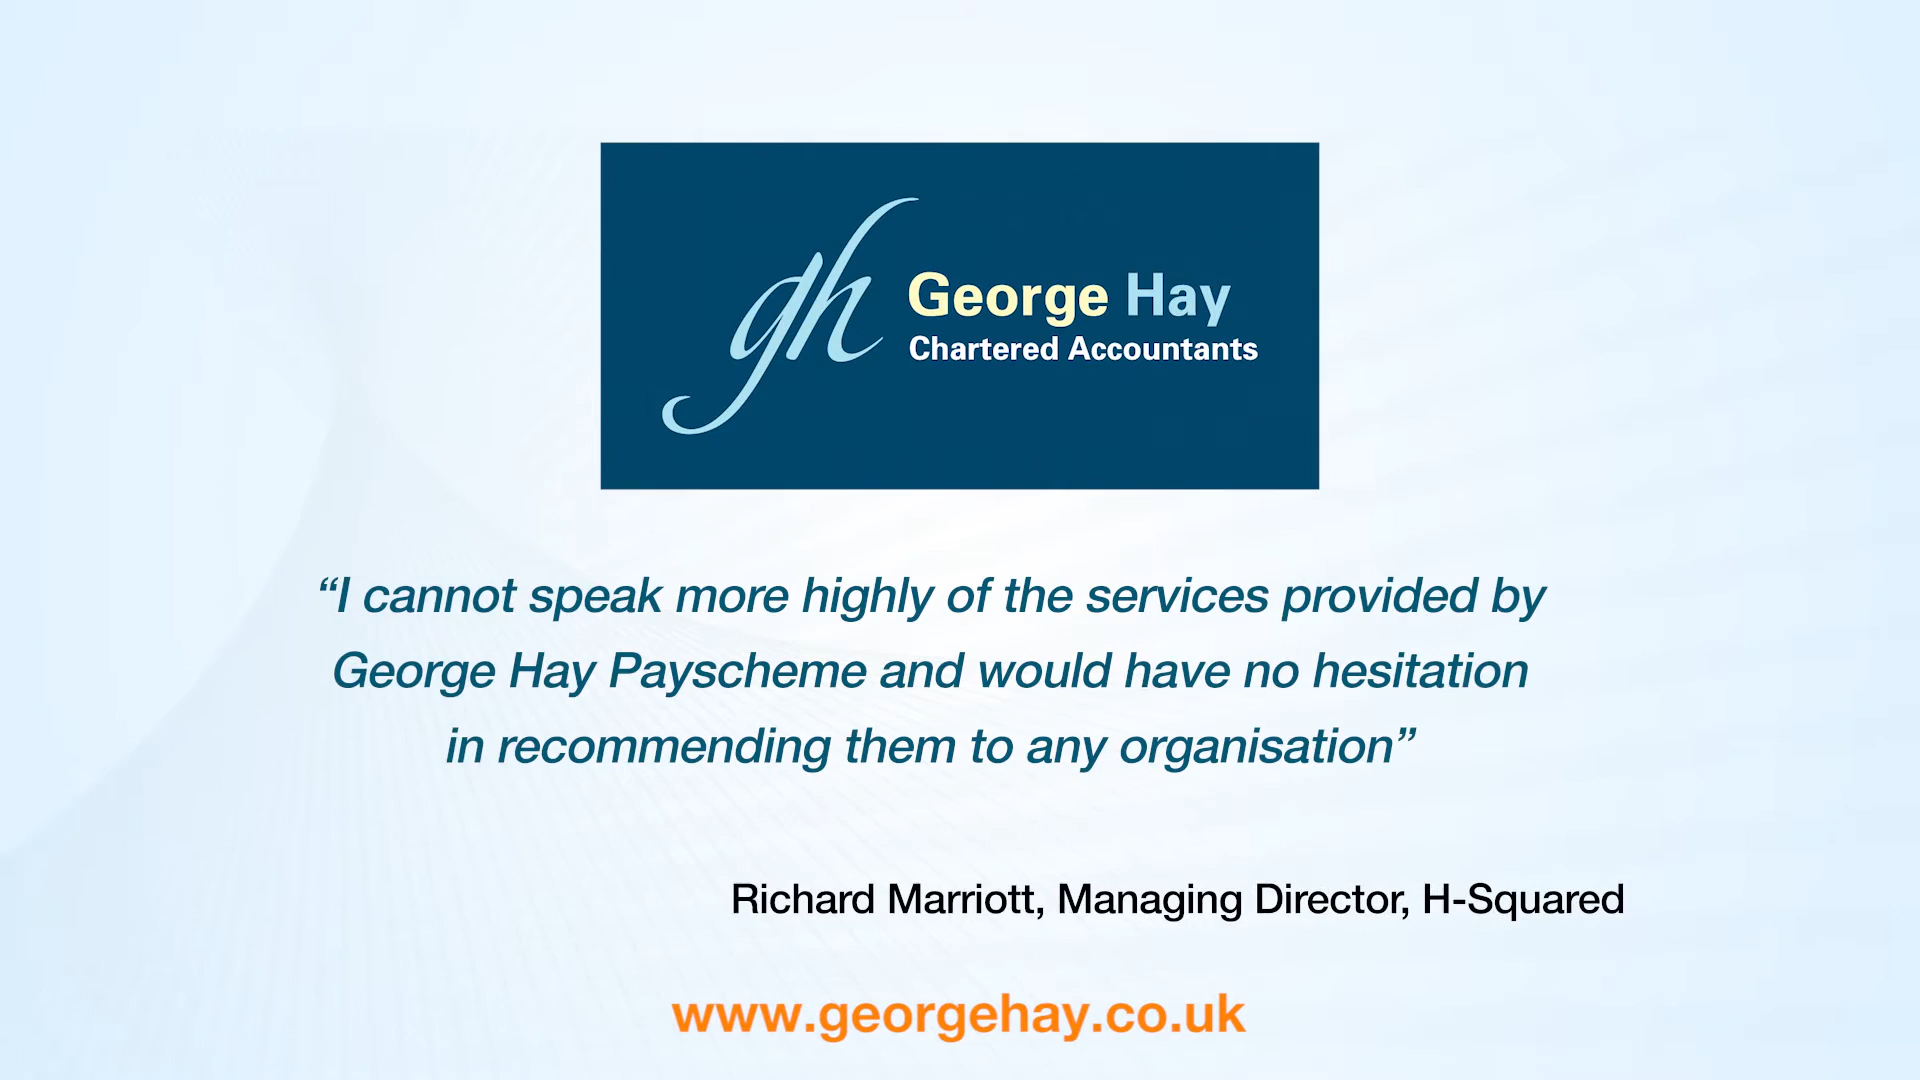 gh
George Hay
Chartered Accountants
“I cannot speak more highly of the services provided by
George Hay Payscheme and would have no hesitation
in recommending them to any organisation”
Richard Marriott, Managing Director, H-Squared
www.georgehay.co.uk